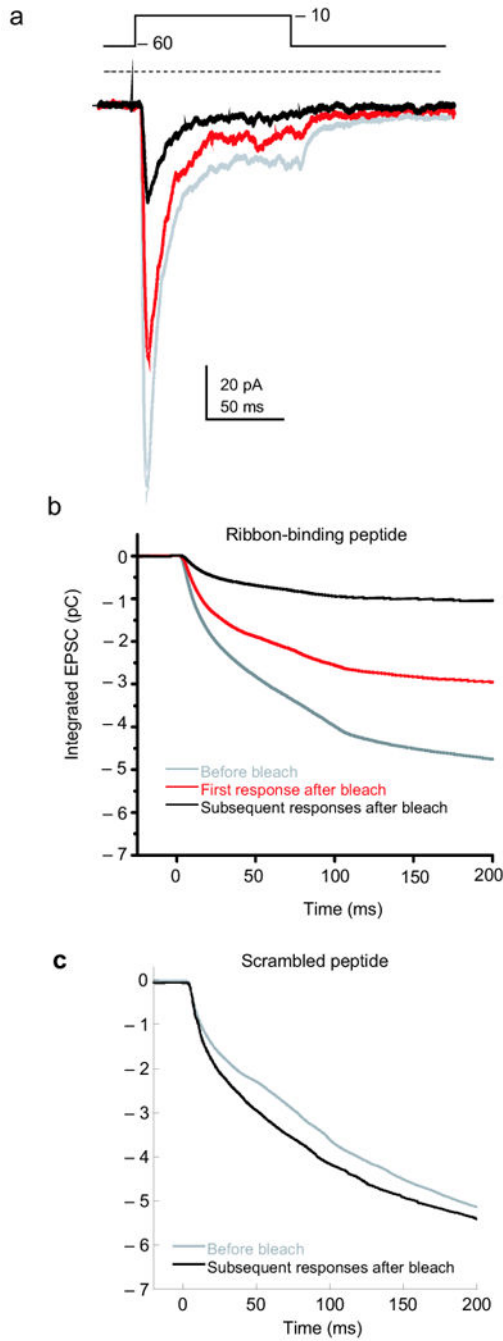 a
– 60
– 10
20 pA
50 ms
b
Ribbon-binding peptide
Integrated EPSC (pC)
0
– 1
– 2
– 3
– 4
– 5
– 6
– 7
Before bleach
First response after bleach
Subsequent responses after bleach
0
50
100
150
200
Time (ms)
c
Scrambled peptide
0
– 1
– 2
– 3
– 4
– 5
– 6
– 7
Before bleach
Subsequent responses after bleach
0
50
100
150
200
Time (ms)